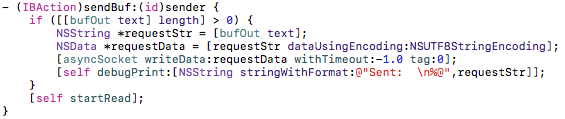 - (IBAction)sendBuf:(id)sender {
    if ([[bufOut text] length] > 0) {
        NSString *requestStr = [bufOut text];
        NSData *requestData = [requestStr dataUsingEncoding:NSUTF8StringEncoding];
        [asyncSocket writeData:requestData withTimeout:-1.0 tag:0];
        [self debugPrint:[NSString stringWithFormat:@"Sent:  \n%@",requestStr]];
    }
    [self startRead];
}